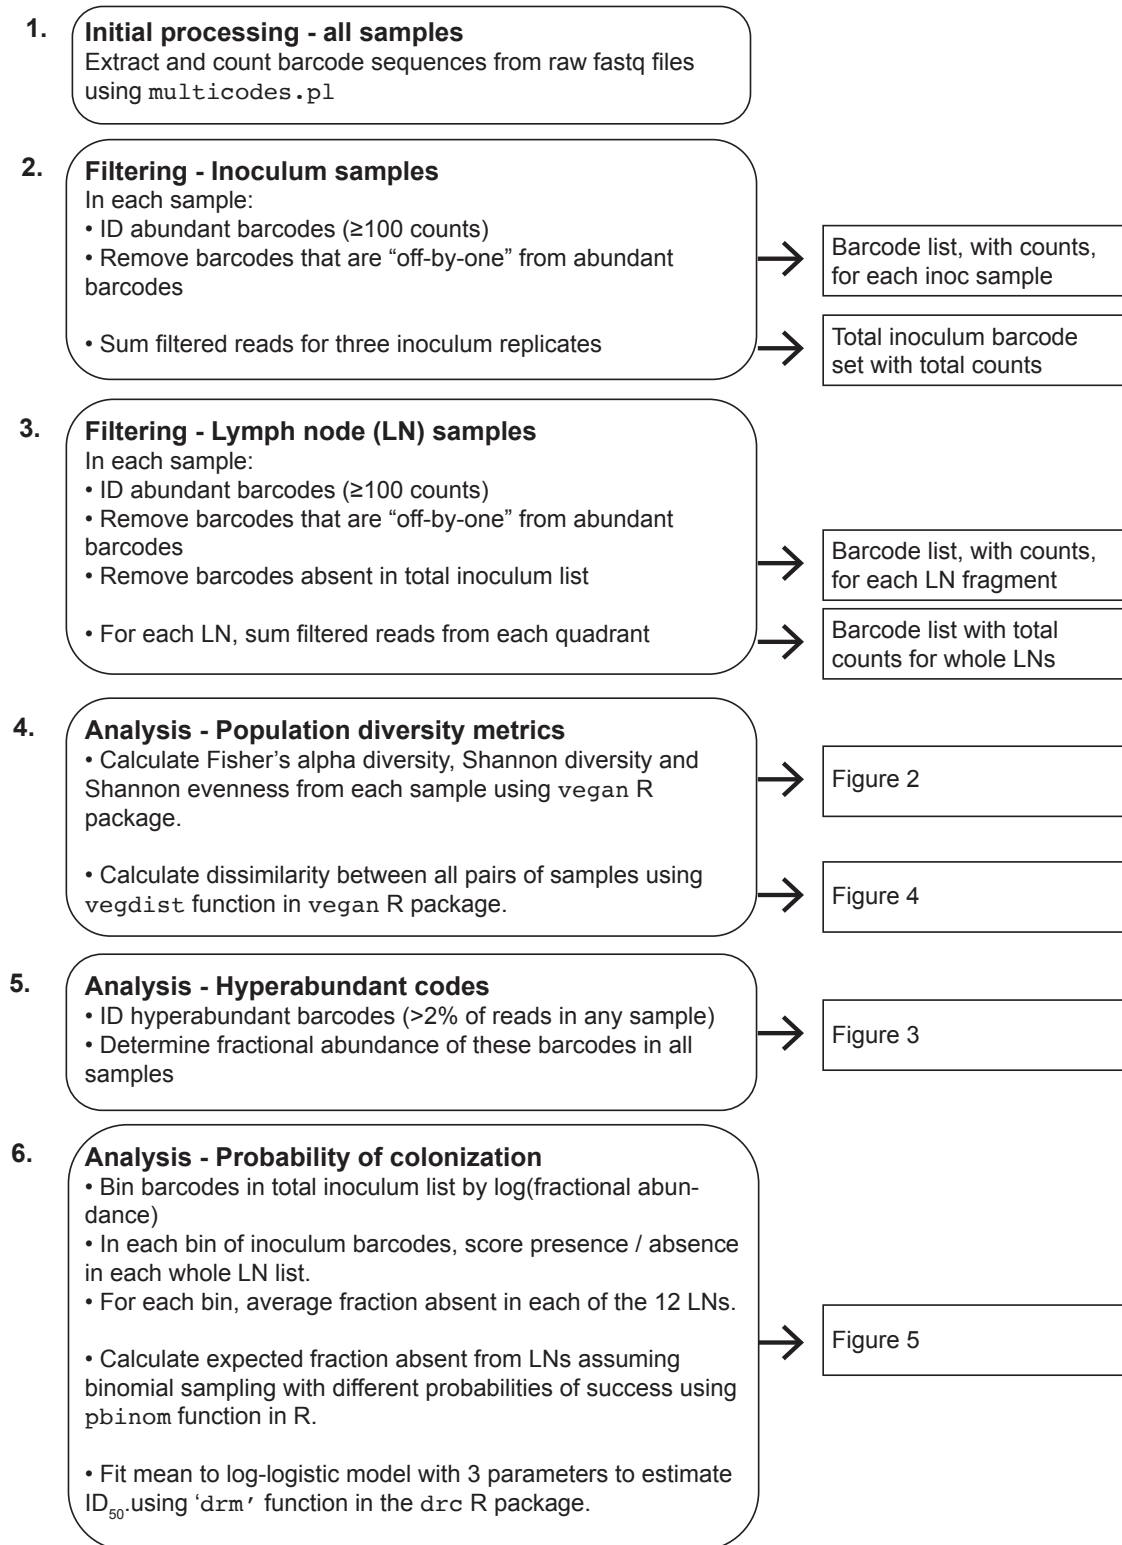 1.
Initial processing - all samples
Extract and count barcode sequences from raw fastq files
using multicodes.pl
2.
Filtering - Inoculum samples
In each sample:
• ID abundant barcodes (≥100 counts)
• Remove barcodes that are “off-by-one” from abundant
barcodes
• Sum filtered reads for three inoculum replicates
Barcode list, with counts,
for each inoc sample
Total inoculum barcode
set with total counts
3.
Filtering - Lymph node (LN) samples
In each sample:
• ID abundant barcodes (≥100 counts)
• Remove barcodes that are “off-by-one” from abundant
barcodes
• Remove barcodes absent in total inoculum list
• For each LN, sum filtered reads from each quadrant
Barcode list, with counts,
for each LN fragment
Barcode list with total
counts for whole LNs
4.
Analysis - Population diversity metrics
• Calculate Fisher’s alpha diversity, Shannon diversity and
Shannon evenness from each sample using vegan R
package.
• Calculate dissimilarity between all pairs of samples using
vegdist function in vegan R package.
Figure 2
Figure 4
5.
Analysis - Hyperabundant codes
• ID hyperabundant barcodes (>2% of reads in any sample)
• Determine fractional abundance of these barcodes in all
samples
Figure 3
6.
Analysis - Probability of colonization
• Bin barcodes in total inoculum list by log(fractional abun-
dance)
• In each bin of inoculum barcodes, score presence / absence
in each whole LN list.
• For each bin, average fraction absent in each of the 12 LNs.
• Calculate expected fraction absent from LNs assuming
binomial sampling with different probabilities of success using
pbinom function in R.
• Fit mean to log-logistic model with 3 parameters to estimate
ID50.using ‘drm’ function in the drc R package.
Figure 5